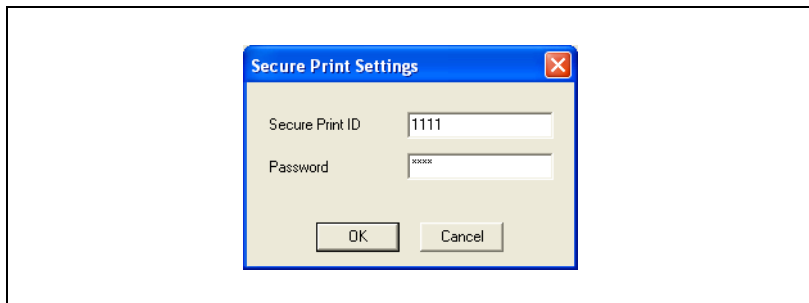 Secure Print Settings
Secure Print ID 1111
Password ****
OK Cancel